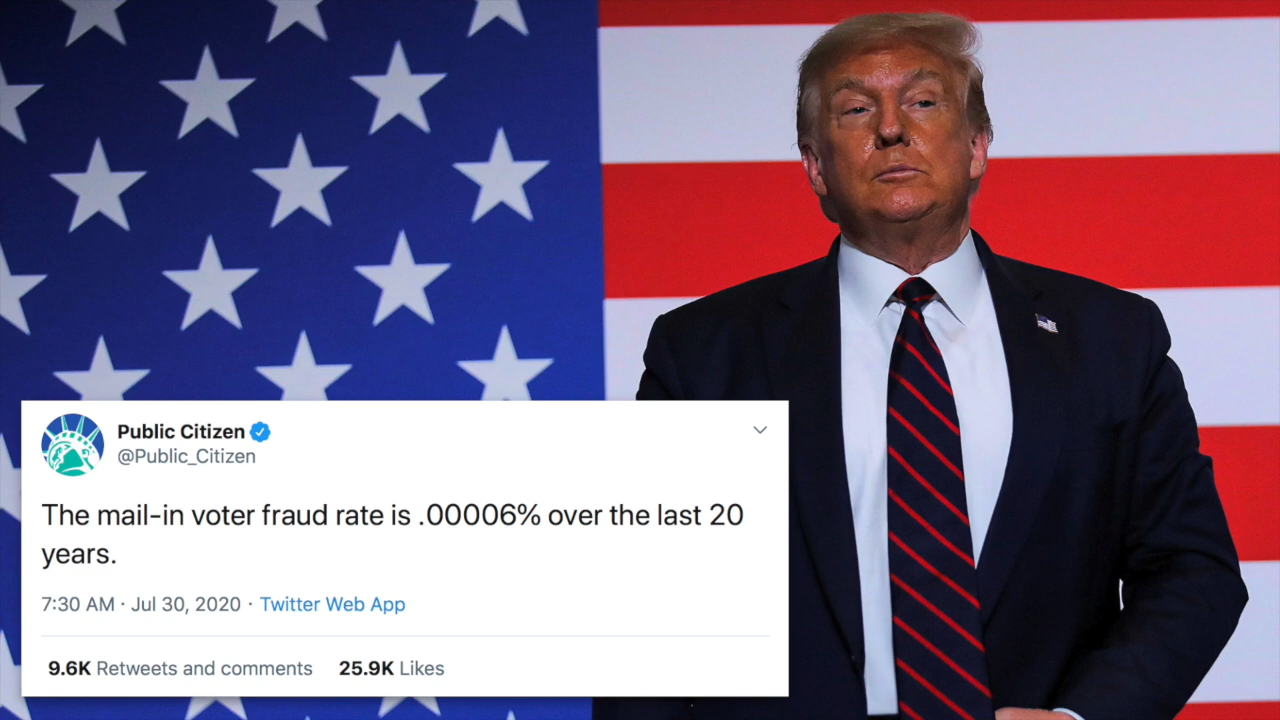 Public Citizen
@Public_Citizen
The mail-in voter fraud rate is .00006% over the last 20
years.
7:30 AM · Jul 30, 2020 · Twitter Web App
9.6K Retweets and comments 25.9K Likes